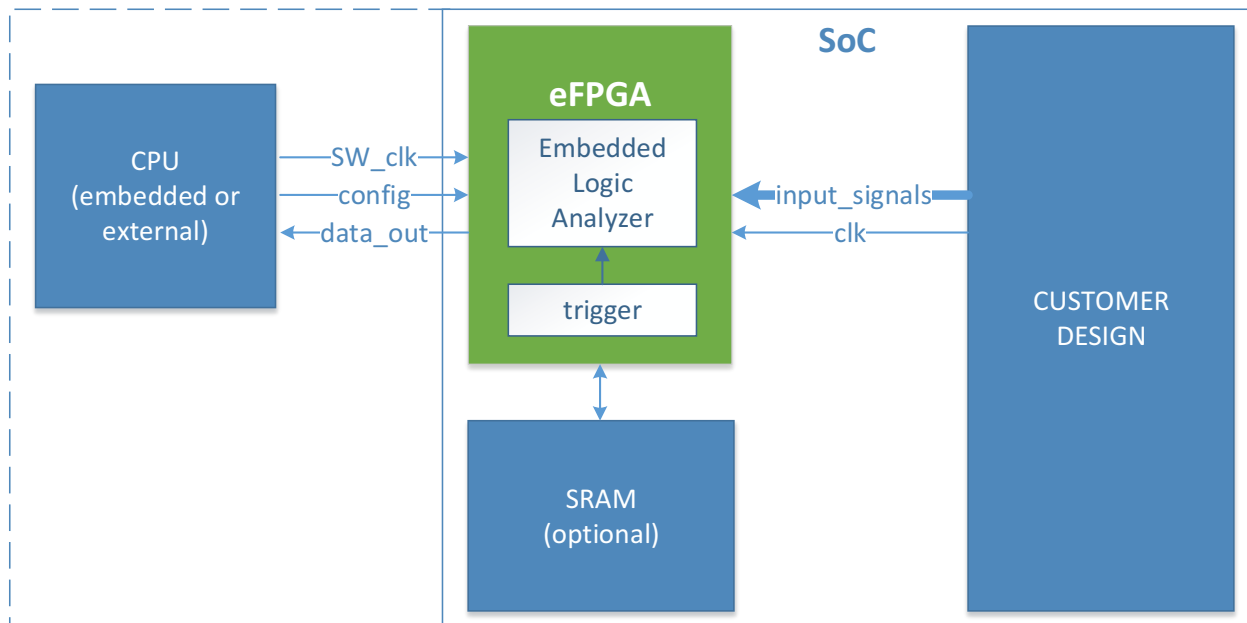 SoC
eFPGA
CPU
(embedded or
external)
SW_clk
config
data_out
Embedded
Logic
Analyzer
trigger
input_signals
clk
CUSTOMER
DESIGN
SRAM
(optional)